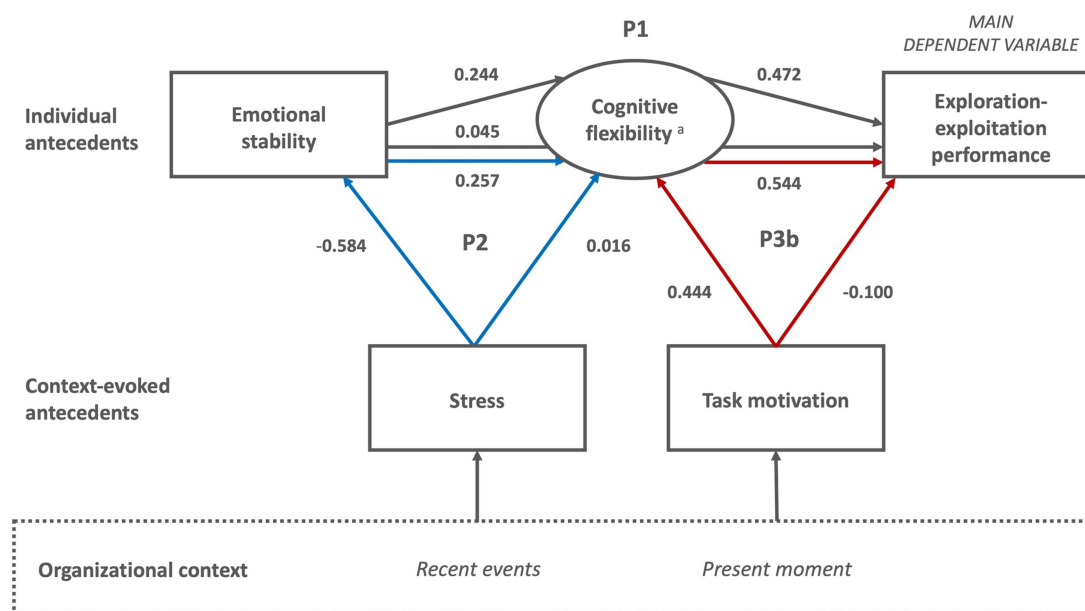 P1
MAIN
DEPENDENT VARIABLE
Individual
antecedents
Emotional
stability
0.244
0.045
0.257
Cognitive
flexibility a
0.472
0.544
Exploration-
exploitation
performance
-0.584
P2
0.016
P3b
0.444
-0.100
Context-evoked
antecedents
Stress
Task motivation
Organizational context
Recent events
Present moment